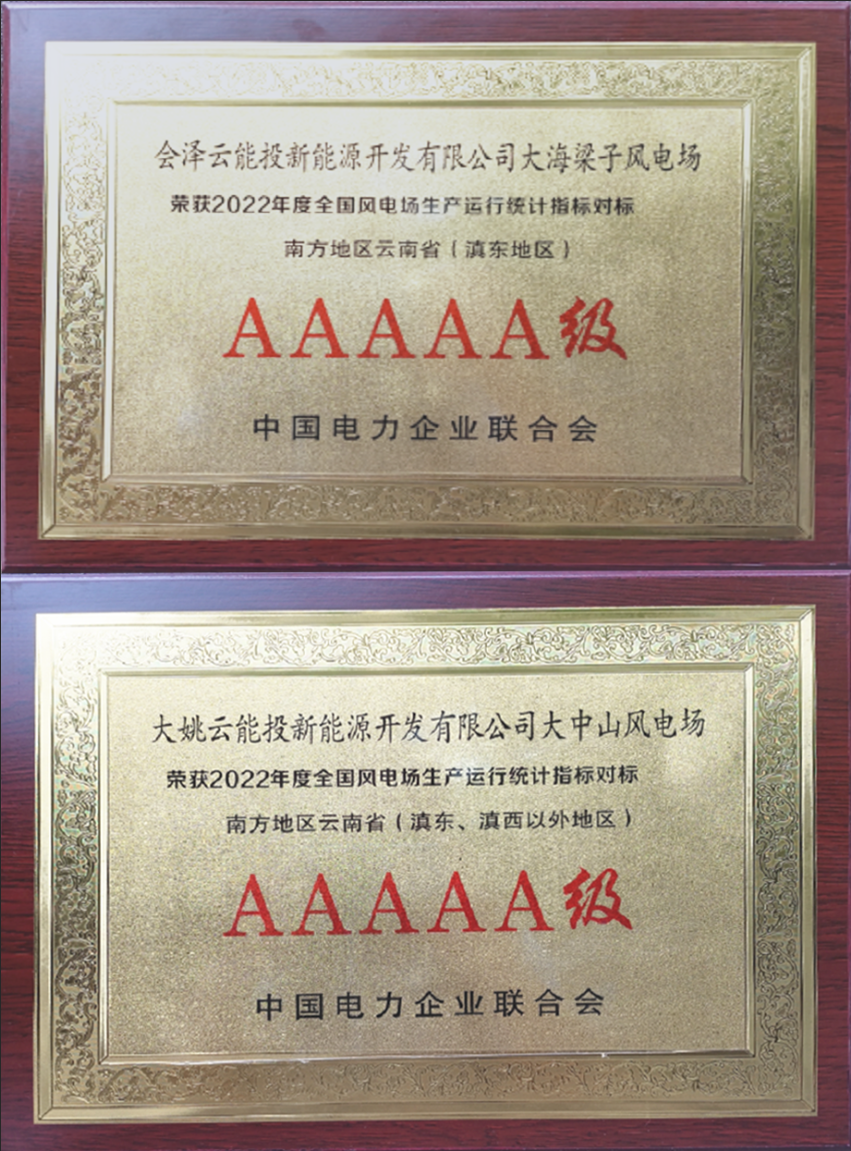 会泽云能投新能源开发有限公司大海梁子风电场
荣获2022年度全国风电场生产运行统计指标对标
南方地区云南省（滇东地区）
AAAAA级
中国电力企业联合会
大姚云能投新能源开发有限公司大中山风电场
荣获2022年度全国风电场生产运行统计指标对标
南方地区云南省（滇东、滇西以外地区）
AAAAA级
中国电力企业联合会